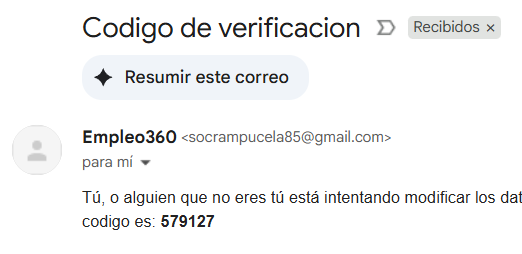 Codigo de verificacion Recibidos ×
Resumir este correo
Empleo360 <socrampucela85@gmail.com>
para mí
Tú, o alguien que no eres tú está intentando modificar los dat
codigo es: 579127